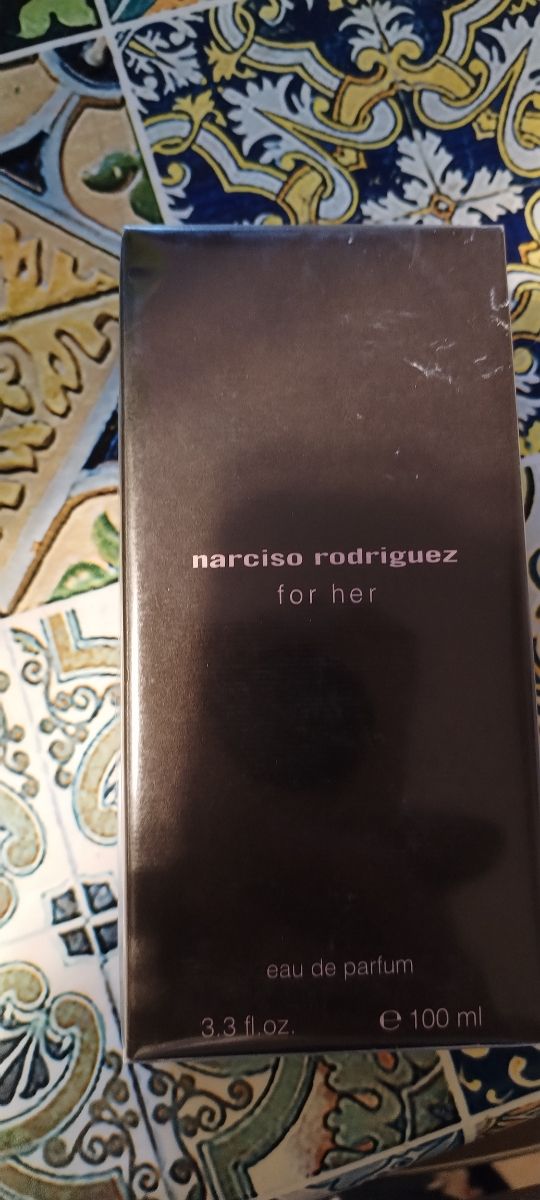 narciso rodriguez
for her
eau de parfum
3.3 fl.oz. ℮ 100 ml